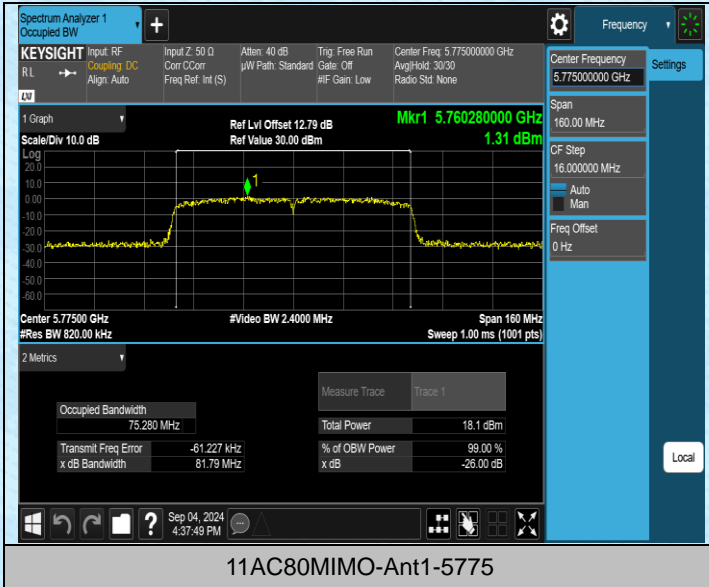 Spectrum Analyzer 1
Occupied BW
Frequency
KEYSIGHT
RL
LXI
Input: RF
Coupling: DC
Align: Auto
Input Z: 50 Ω
Corr CCorr
Freq Ref: Int (S)
Atten: 40 dB
µW Path: Standard
Trig: Free Run
Gate: Off
#IF Gain: Low
Center Freq: 5.775000000 GHz
Avg|Hold: 30/30
Radio Std: None
Center Frequency
5.775000000 GHz
Settings
Span
160.00 MHz
CF Step
16.000000 MHz
Auto
Man
Freq Offset
0 Hz
1 Graph
Scale/Div 10.0 dB
Ref Lvl Offset 12.79 dB
Ref Value 30.00 dBm
Mkr1 5.760280000 GHz
1.31 dBm
Log
20.0
10.0
0.00
-10.0
-20.0
-30.0
-40.0
-50.0
-60.0
1
Center 5.77500 GHz
#Res BW 820.00 kHz
#Video BW 2.4000 MHz
Span 160 MHz
Sweep 1.00 ms (1001 pts)
2 Metrics
Measure Trace
Trace 1
Occupied Bandwidth
75.280 MHz
Total Power
18.1 dBm
Transmit Freq Error
-61.227 kHz
% of OBW Power
99.00 %
x dB Bandwidth
81.79 MHz
x dB
-26.00 dB
Local
?
Sep 04, 2024
4:37:49 PM
11AC80MIMO-Ant1-5775